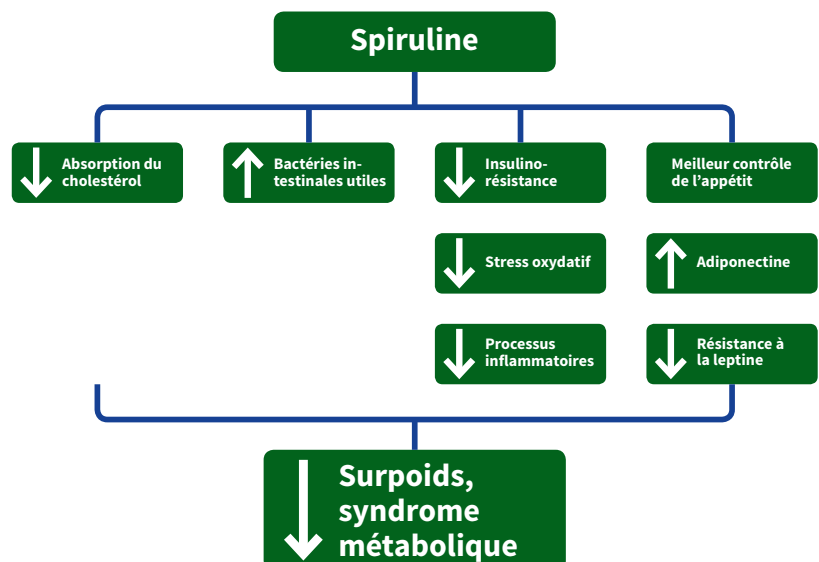 Spiruline
Absorption du
cholestérol
Bactéries in-
testinales utiles
Insulino-
résistance
Meilleur contrôle
de l’appétit
Stress oxydatif
Adiponectine
Processus
inflammatoires
Résistance à
la leptine
Surpoids,
syndrome
métabolique